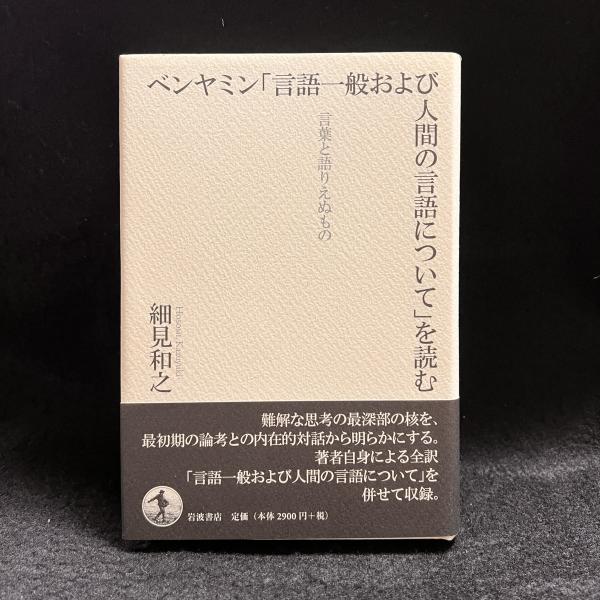 ベンヤミン「言語一般および
人間の言語について」を読む
言葉と語りえぬもの
細見和之
Hosomi Kazuyuki
難解な思考の最深部の核を、
最初期の論考との内在的対話から明らかにする。
著者自身による全訳
「言語一般および人間の言語について」を
併せて収録。
岩波書店 定価(本体2900円+税)